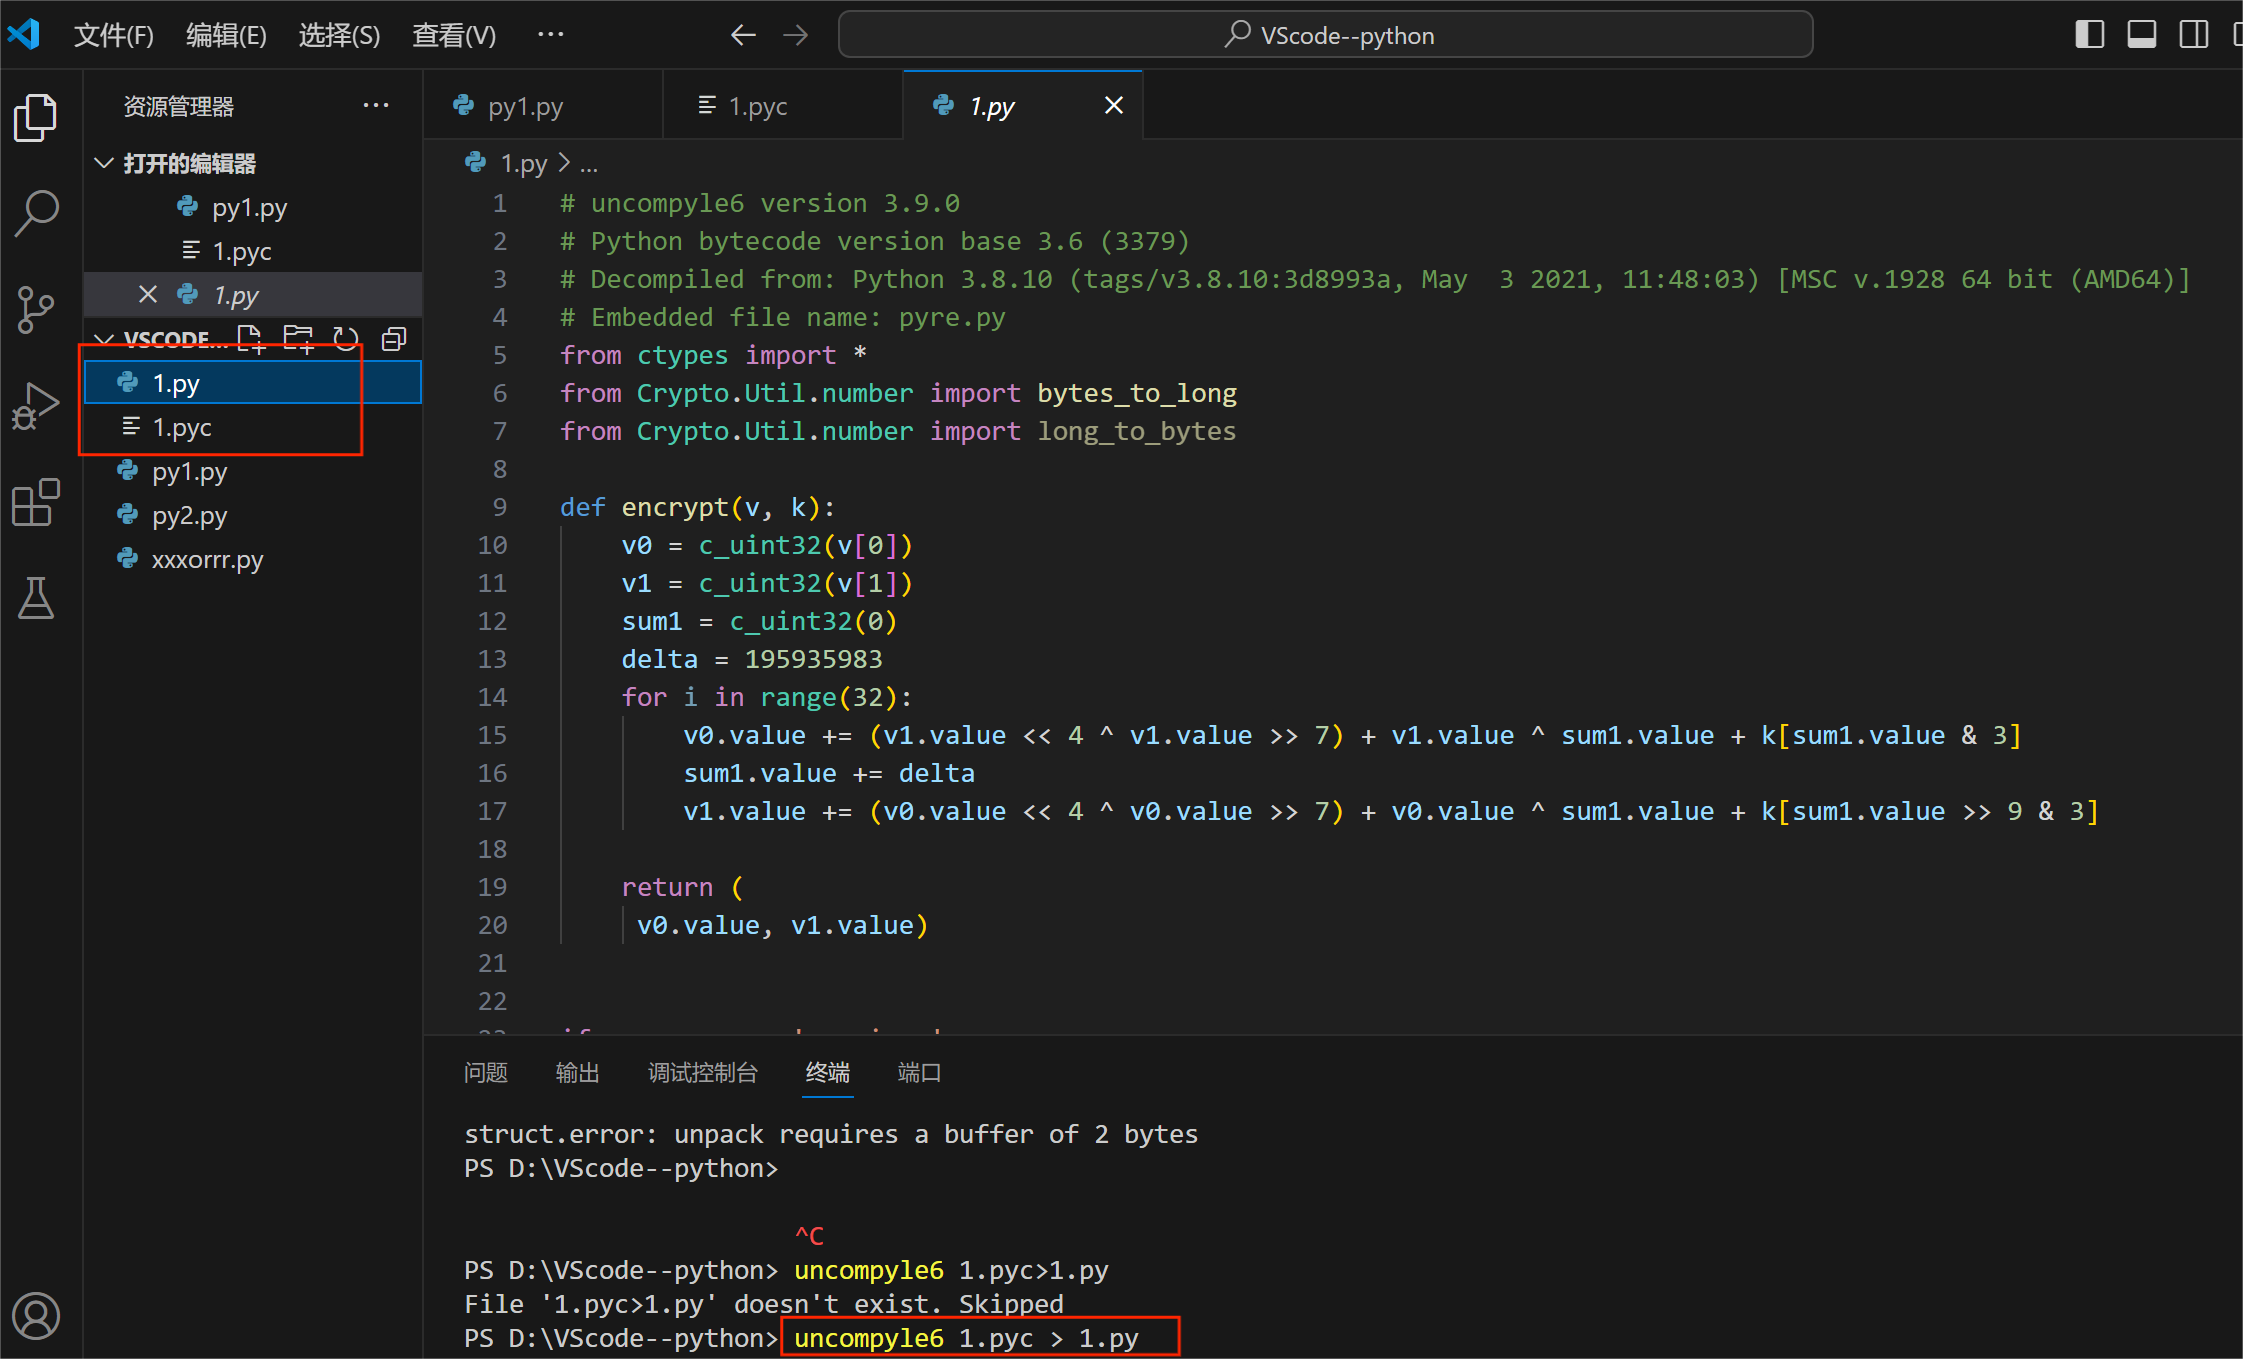 文件(F) 编辑(E) 选择(S) 查看(V) ··· VScode--python
资源管理器 ···
打开的编辑器
py1.py
1.pyc
1.py
VSCODE...
1.py
1.pyc
py1.py
py2.py
xxxorrr.py
py1.py 1.pyc 1.py
1.py > ...
1 # uncompyle6 version 3.9.0
2 # Python bytecode version base 3.6 (3379)
3 # Decompiled from: Python 3.8.10 (tags/v3.8.10:3d8993a, May  3 2021, 11:48:03) [MSC v.1928 64 bit (AMD64)]
4 # Embedded file name: pyre.py
5 from ctypes import *
6 from Crypto.Util.number import bytes_to_long
7 from Crypto.Util.number import long_to_bytes
8
9 def encrypt(v, k):
10     v0 = c_uint32(v[0])
11     v1 = c_uint32(v[1])
12     sum1 = c_uint32(0)
13     delta = 195935983
14     for i in range(32):
15         v0.value += (v1.value << 4 ^ v1.value >> 7) + v1.value ^ sum1.value + k[sum1.value & 3]
16         sum1.value += delta
17         v1.value += (v0.value << 4 ^ v0.value >> 7) + v0.value ^ sum1.value + k[sum1.value >> 9 & 3]
18
19     return (
20      v0.value, v1.value)
21
22
问题 输出 调试控制台 终端 端口
struct.error: unpack requires a buffer of 2 bytes
PS D:\VScode--python>
^C
PS D:\VScode--python> uncompyle6 1.pyc>1.py
File '1.pyc>1.py' doesn't exist. Skipped
PS D:\VScode--python> uncompyle6 1.pyc > 1.py